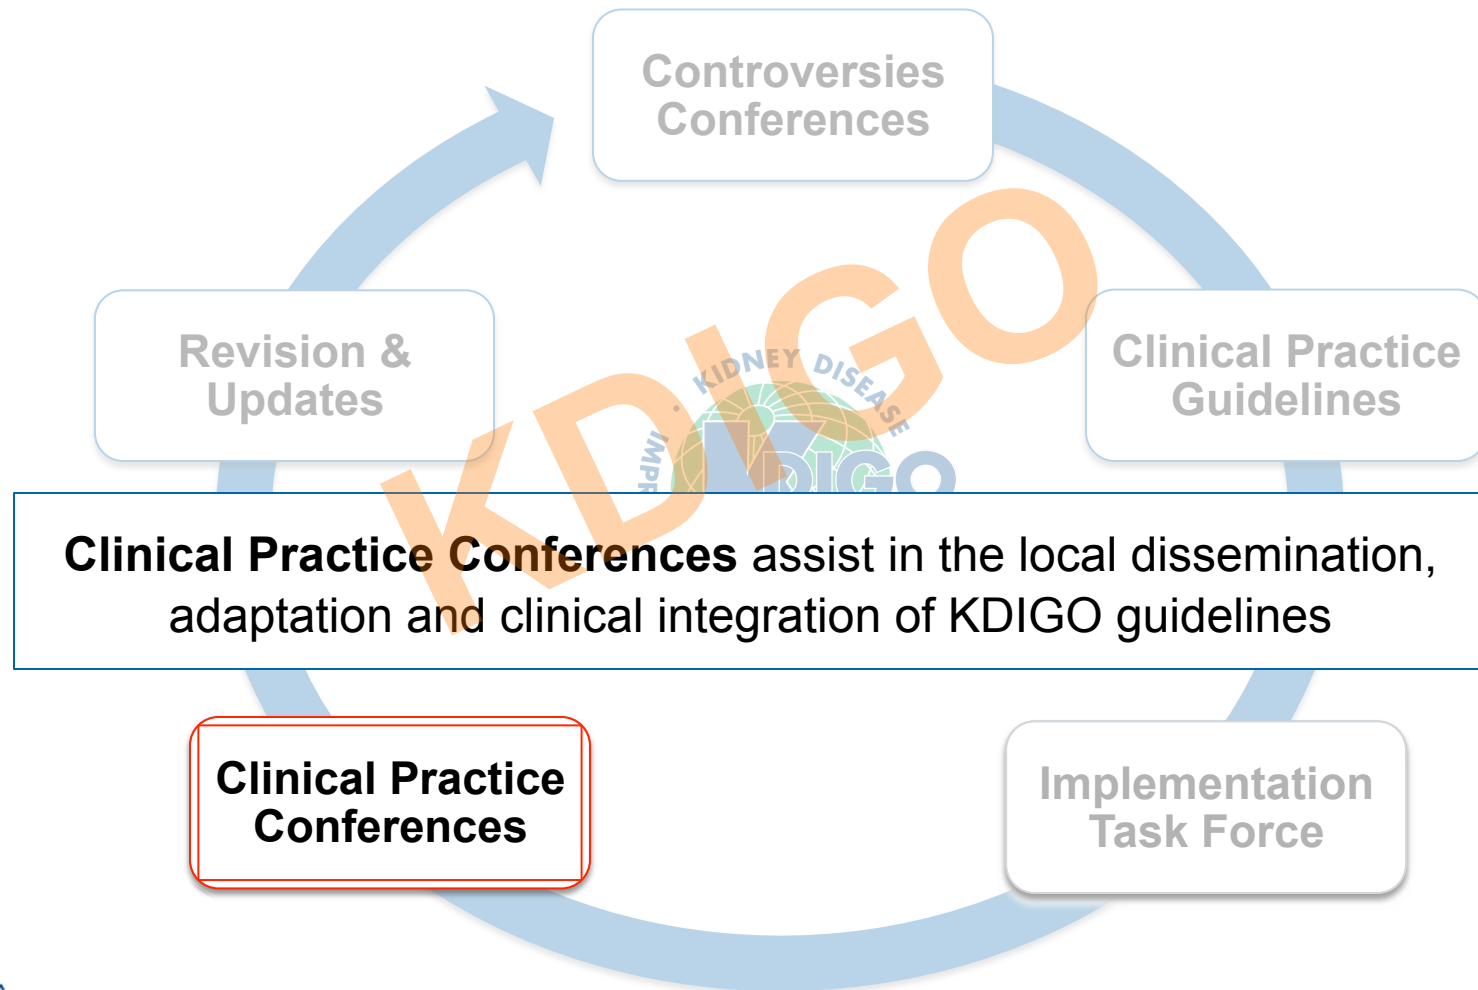 Controversies
Conferences
Revision &
Updates
Clinical Practice
Guidelines
KIDNEY DISEASE
KDIGO
KDIGO
Clinical Practice Conferences assist in the local dissemination,
adaptation and clinical integration of KDIGO guidelines
Clinical Practice
Conferences
Implementation
Task Force